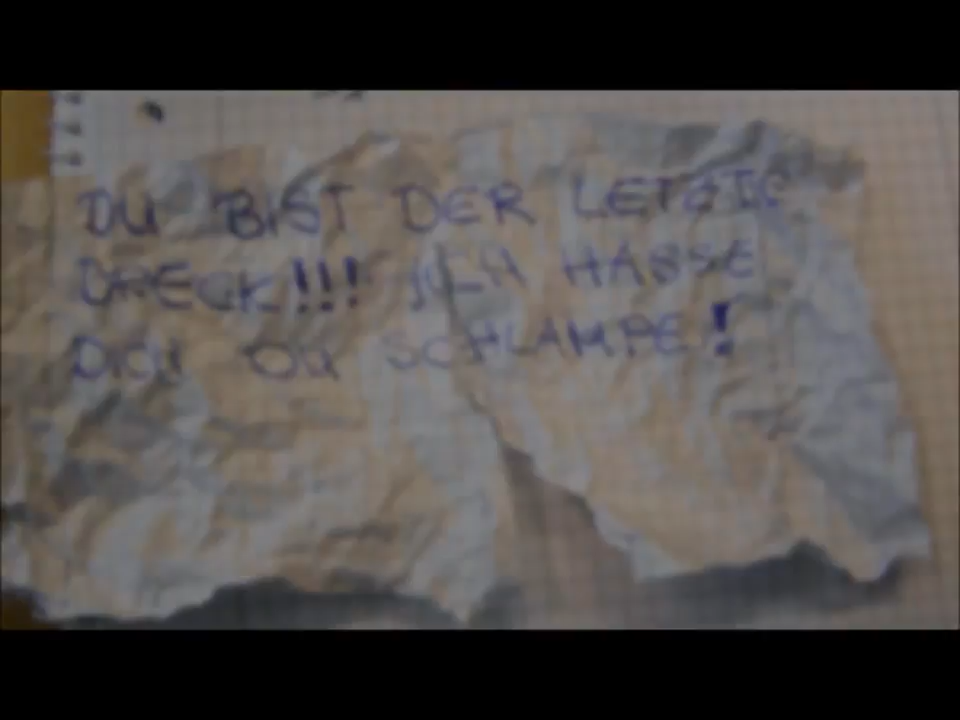 DU BIST DER LETZTE
DRECK!!! ICH HASSE
DICH DU SCHLAMPE!